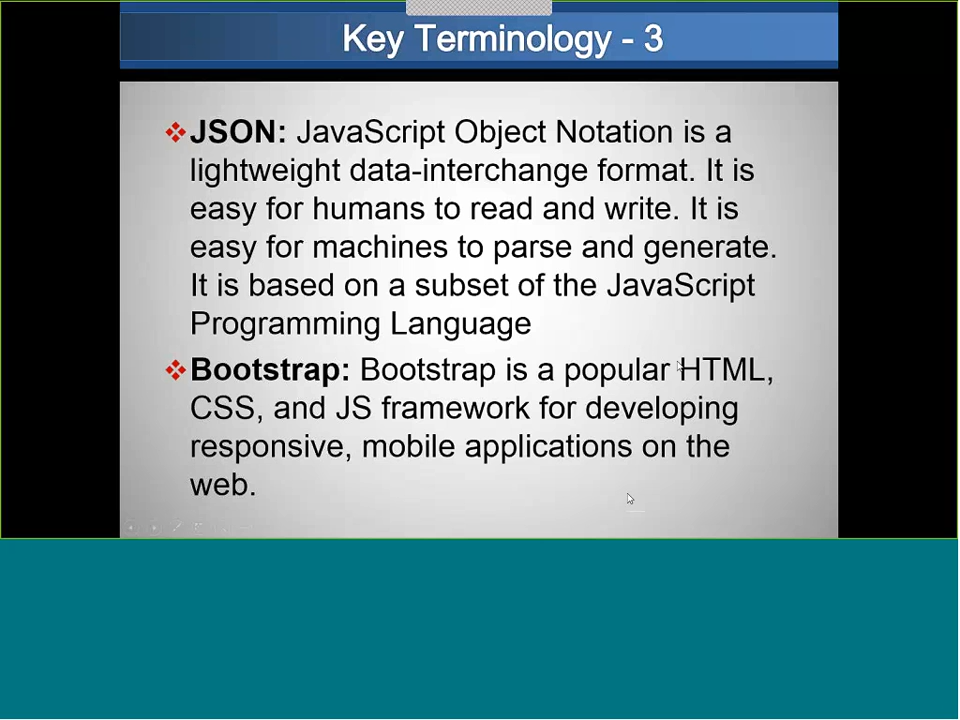 Key Terminology - 3
JSON: JavaScript Object Notation is a
lightweight data-interchange format. It is
easy for humans to read and write. It is
easy for machines to parse and generate.
It is based on a subset of the JavaScript
Programming Language
Bootstrap: Bootstrap is a popular HTML,
CSS, and JS framework for developing
responsive, mobile applications on the
web.